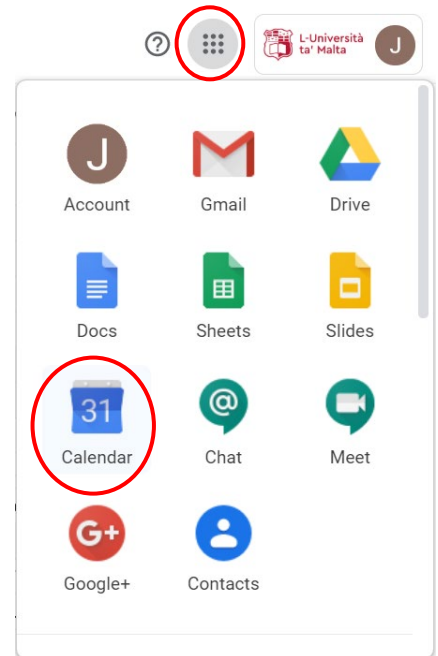 ?
L-Università
ta' Malta
J
J
Account
Gmail
Drive
Docs
Sheets
Slides
31
Calendar
@
Chat
Meet
G+
Google+
Contacts